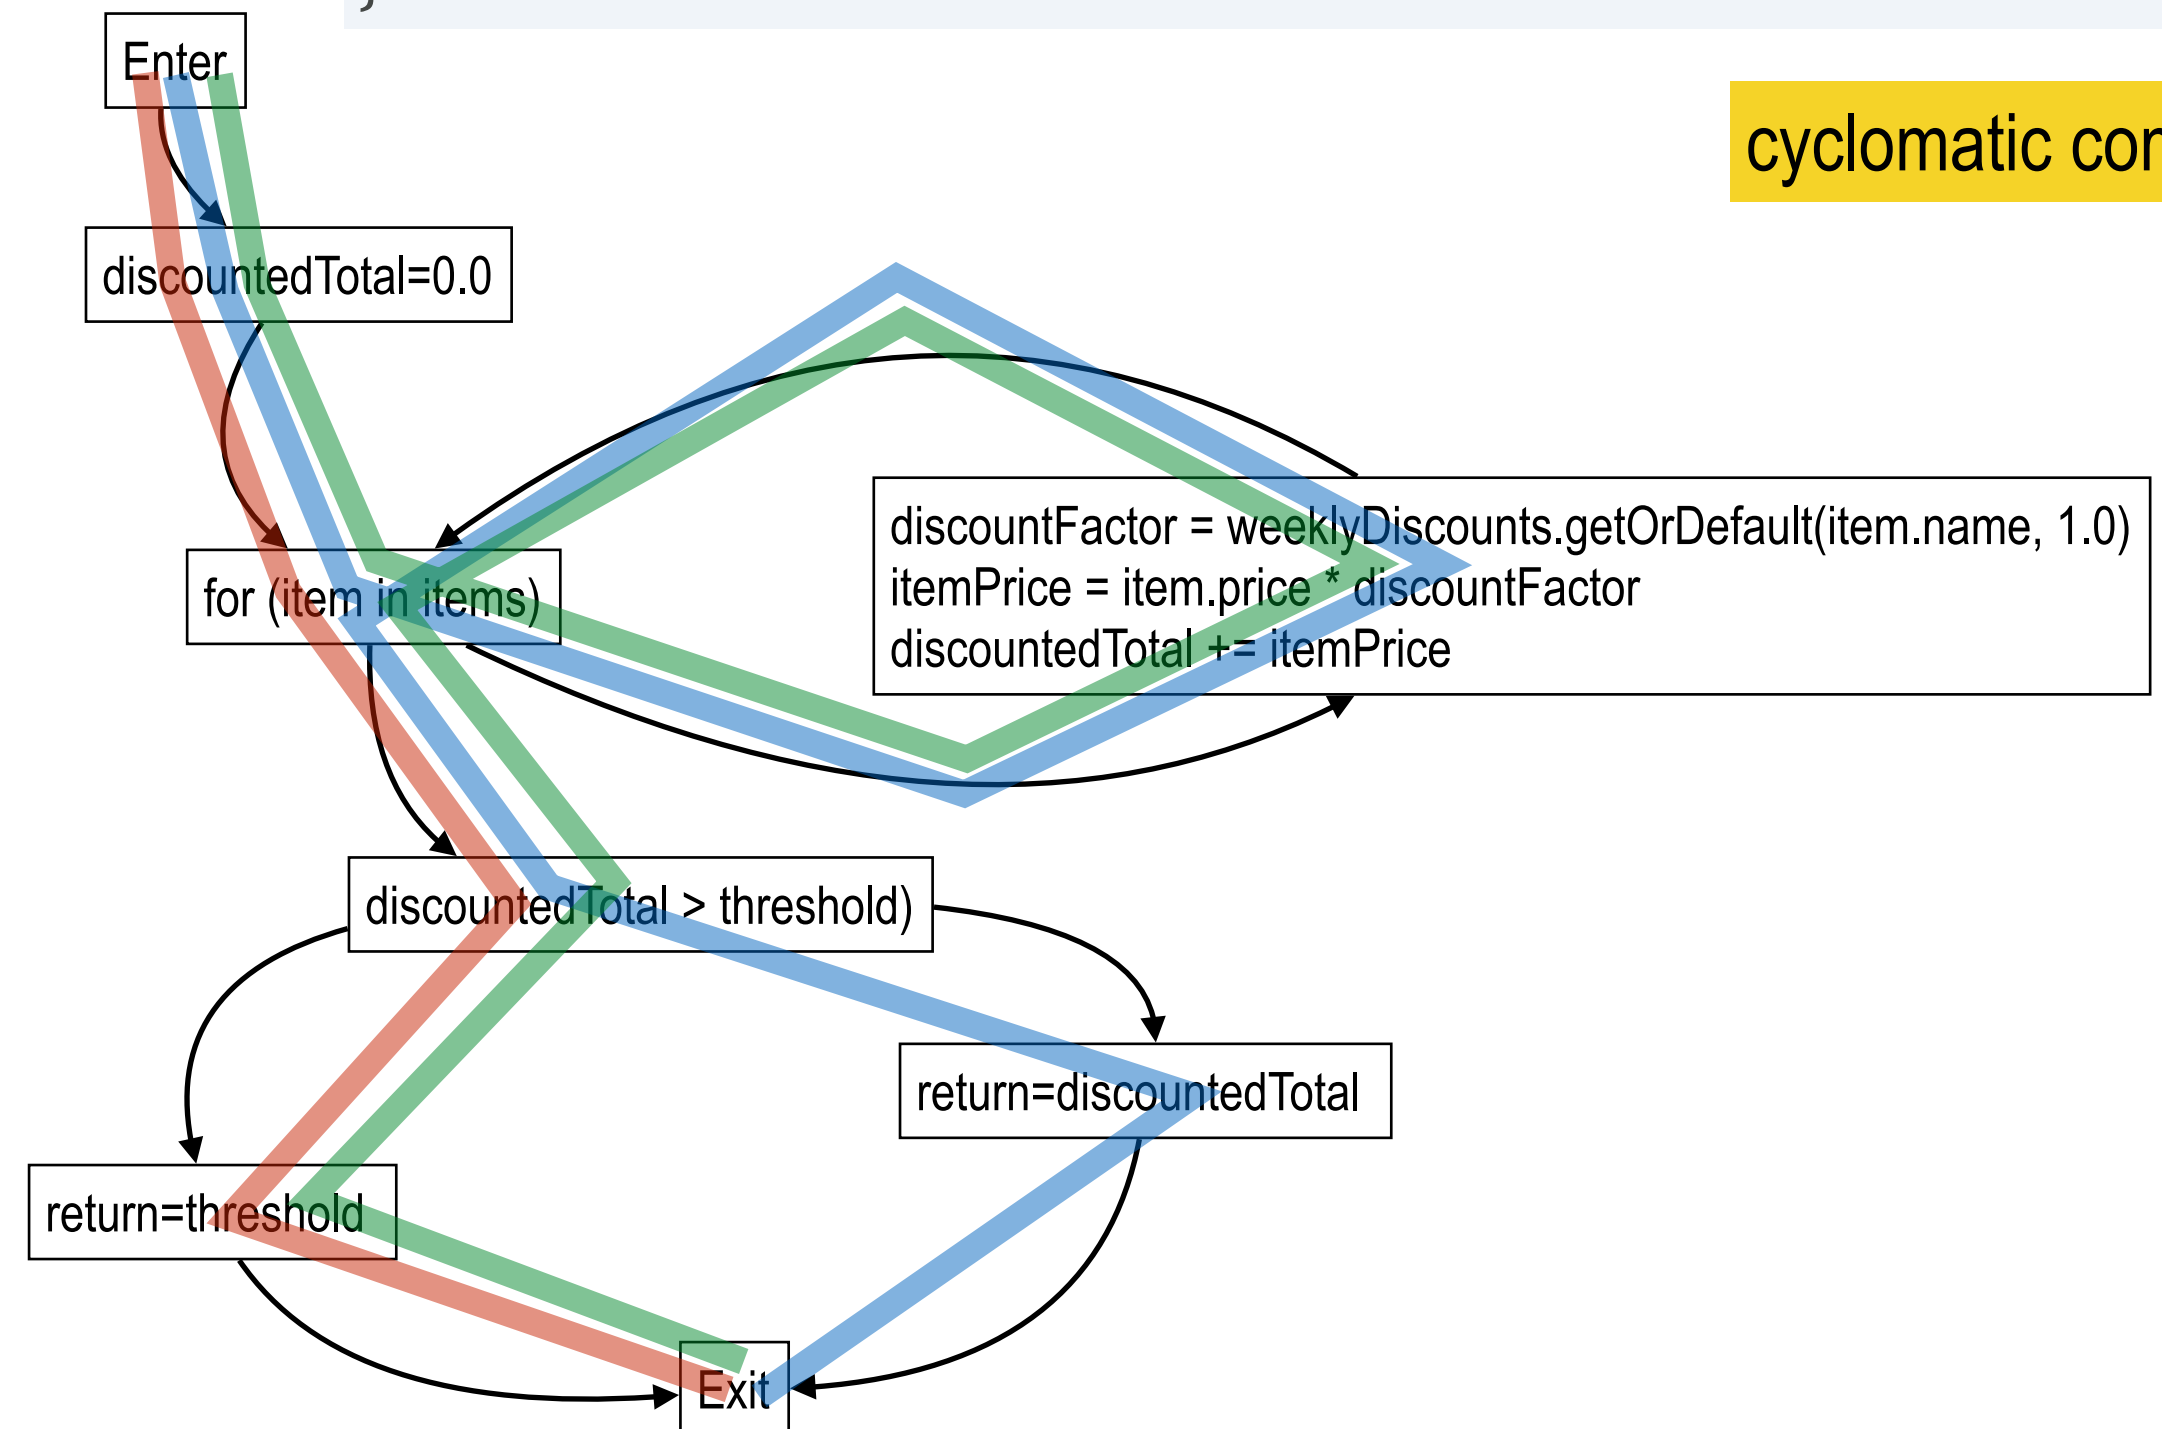 }
Enter
cyclomatic
discountedTotal=0.0
discountFactor = weeklyDiscounts.getOrDefault(item.name, 1.0)
itemPrice = item.price * discountFactor
discountedTotal += itemPrice
for (item in items)
discountedTotal > threshold)
return=discountedTotal
return=threshold
Exit